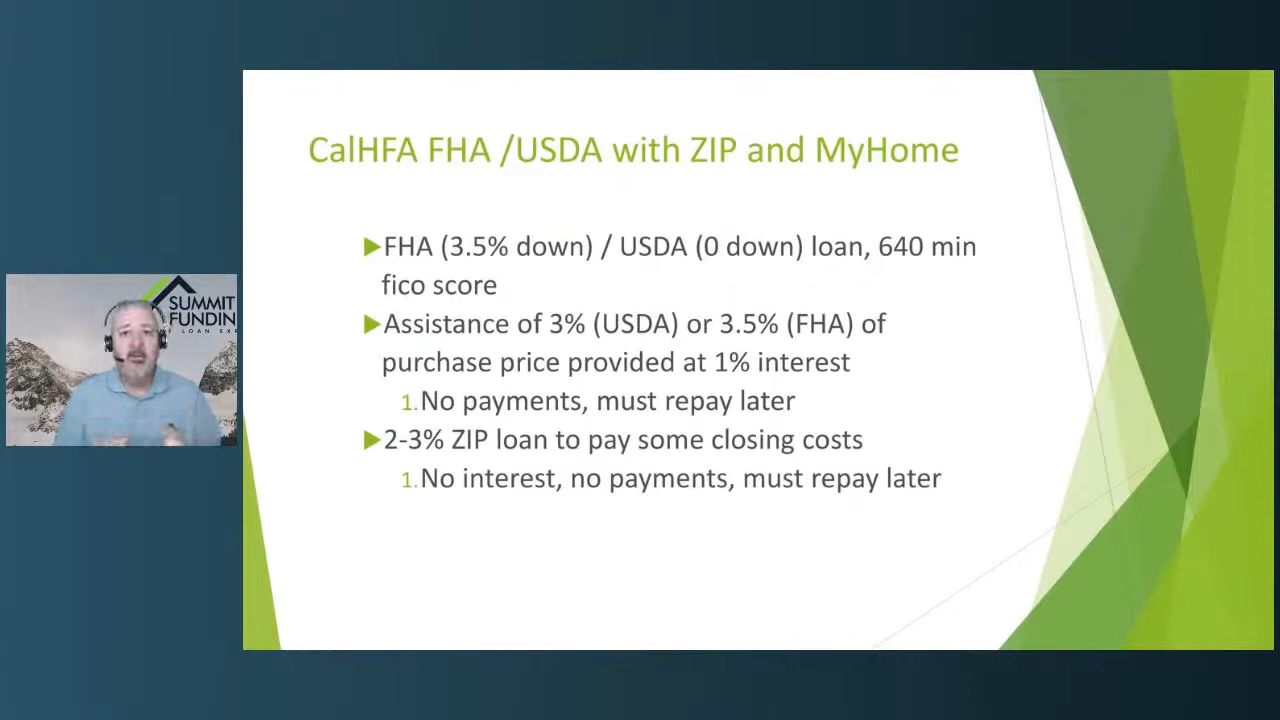 CalHFA FHA /USDA with ZIP and MyHome
FHA (3.5% down) / USDA (0 down) loan, 640 min
fico score
Assistance of 3% (USDA) or 3.5% (FHA) of
purchase price provided at 1% interest
1. No payments, must repay later
2-3% ZIP loan to pay some closing costs
1. No interest, no payments, must repay later
SUMMIT
FUNDIN
LOAN EXP